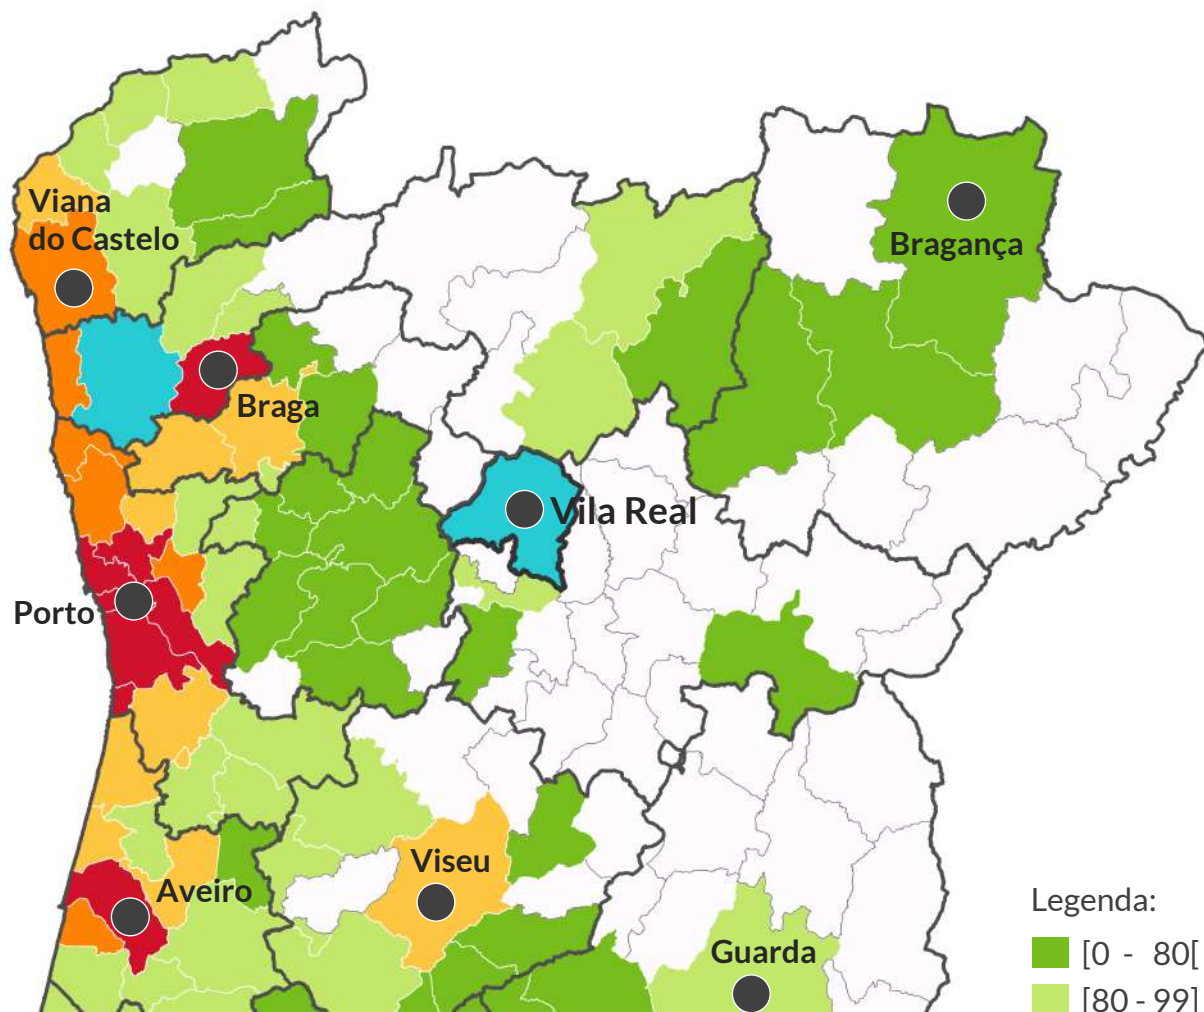 Viana
do Castelo
Bragança
Braga
Vila Real
Porto
Viseu
Aveiro
Guarda
Legenda:
[0 - 80[
[80 - 99]